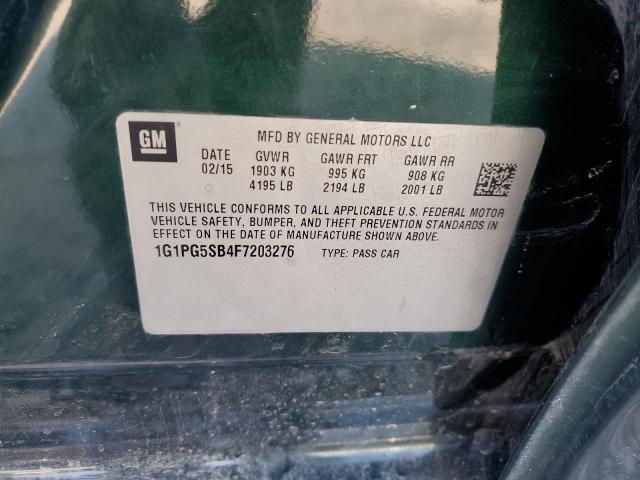 GM
MFD BY GENERAL MOTORS LLC
DATE GVWR GAWR FRT GAWR RR
02/15 1903 KG 995 KG 908 KG
4195 LB 2194 LB 2001 LB
THIS VEHICLE CONFORMS TO ALL APPLICABLE U.S. FEDERAL MOTOR
VEHICLE SAFETY, BUMPER, AND THEFT PREVENTION STANDARDS IN
EFFECT ON THE DATE OF MANUFACTURE SHOWN ABOVE.
1G1PG5SB4F7203276 TYPE: PASS CAR